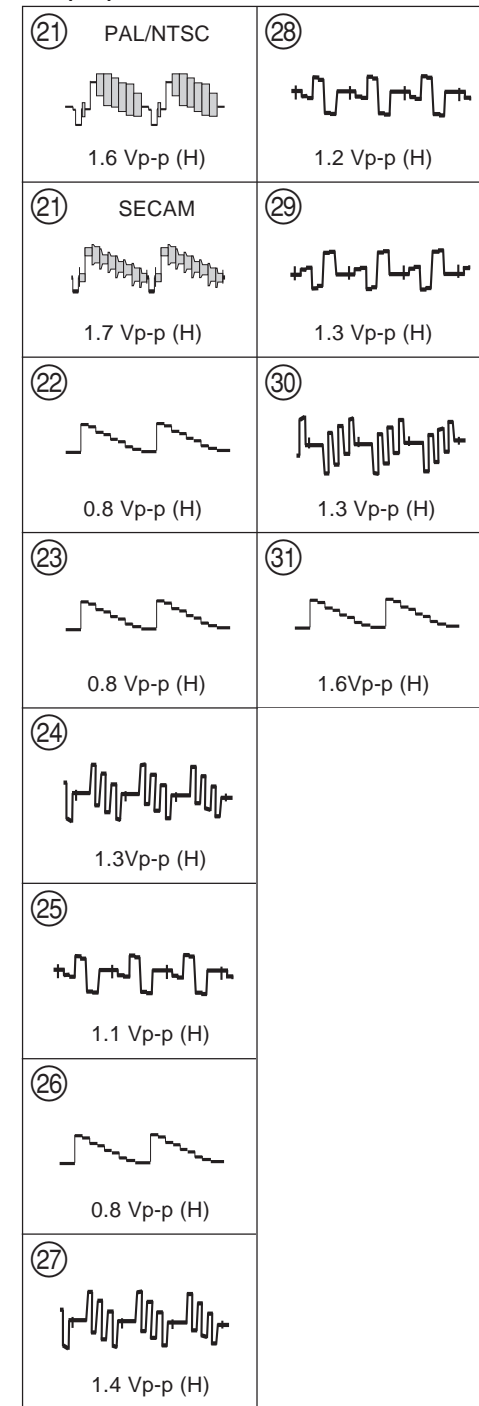 ㉑ PAL/NTSC
1.6 Vp-p (H)
㉑ SECAM
1.7 Vp-p (H)
㉒
0.8 Vp-p (H)
㉓
0.8 Vp-p (H)
㉔
1.3Vp-p (H)
㉕
1.1 Vp-p (H)
㉖
0.8 Vp-p (H)
㉗
1.4 Vp-p (H)
㉘
1.2 Vp-p (H)
㉙
1.3 Vp-p (H)
㉚
1.3 Vp-p (H)
㉛
1.6Vp-p (H)